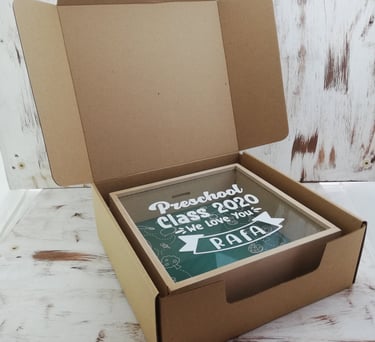 Preschool
Class 2020
We Love You
RAFA